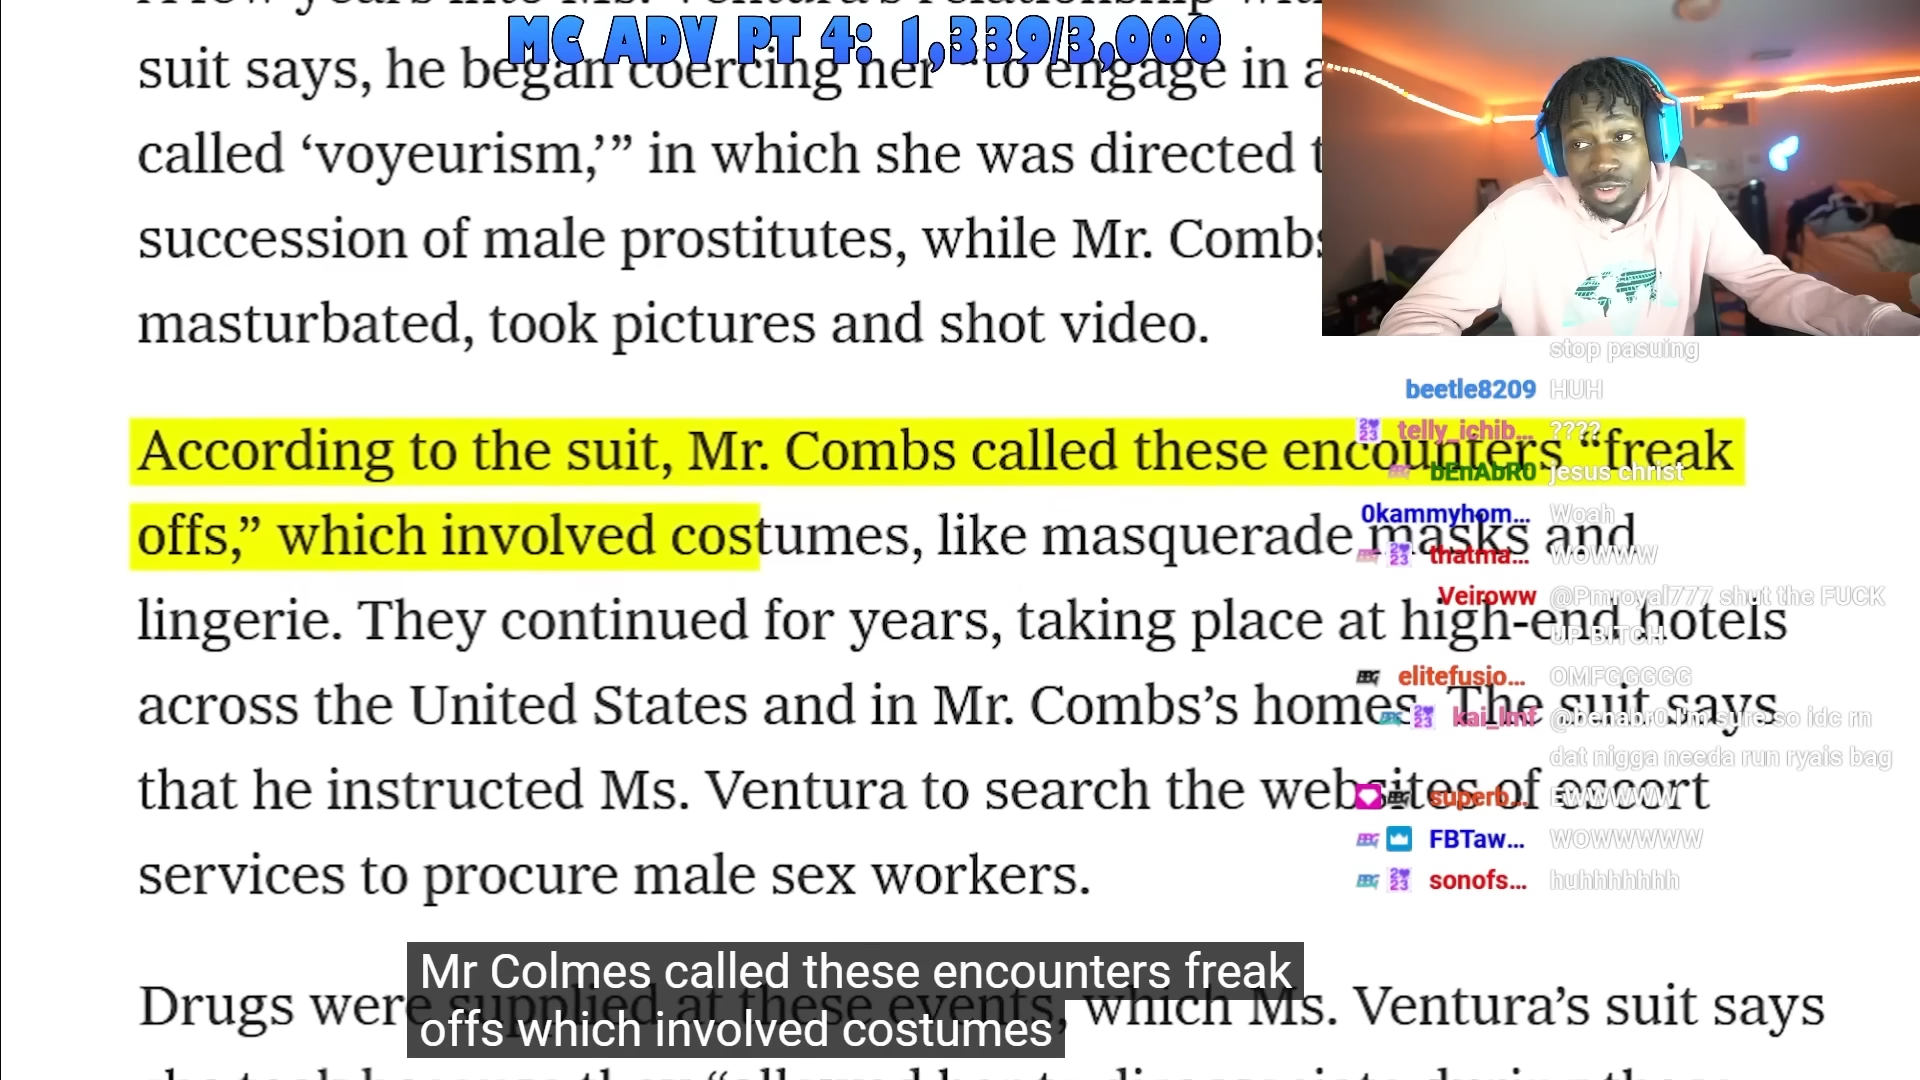 MC ADV PT 4: 1,339/3,000
suit says, he began coercing her “to engage in a
called ‘voyeurism,’” in which she was directed t
succession of male prostitutes, while Mr. Combs
masturbated, took pictures and shot video.
According to the suit, Mr. Combs called these encounters “freak
offs,” which involved costumes, like masquerade masks and
lingerie. They continued for years, taking place at high-end hotels
across the United States and in Mr. Combs’s homes. The suit says
that he instructed Ms. Ventura to search the websites of escort
services to procure male sex workers.
Drugs were supplied at these events, which Ms. Ventura’s suit says
Mr Colmes called these encounters freak
offs which involved costumes
stop pasuing
beetle8209 HUH
telly_ichib... ????
bEnAbR0 jesus christ
0kammyhom... Woah
thatma... WOWWW
Veiroww @Pmroyal777 shut the FUCK
UP BITCH
elitefusio... OMFGGGGG
kai_lmf @benabr0 I'm sure so idc rn
dat nigga needa run ryais bag
superb... EWWWWW
FBTaw... WOWWWWWW
sonofs... huhhhhhhh